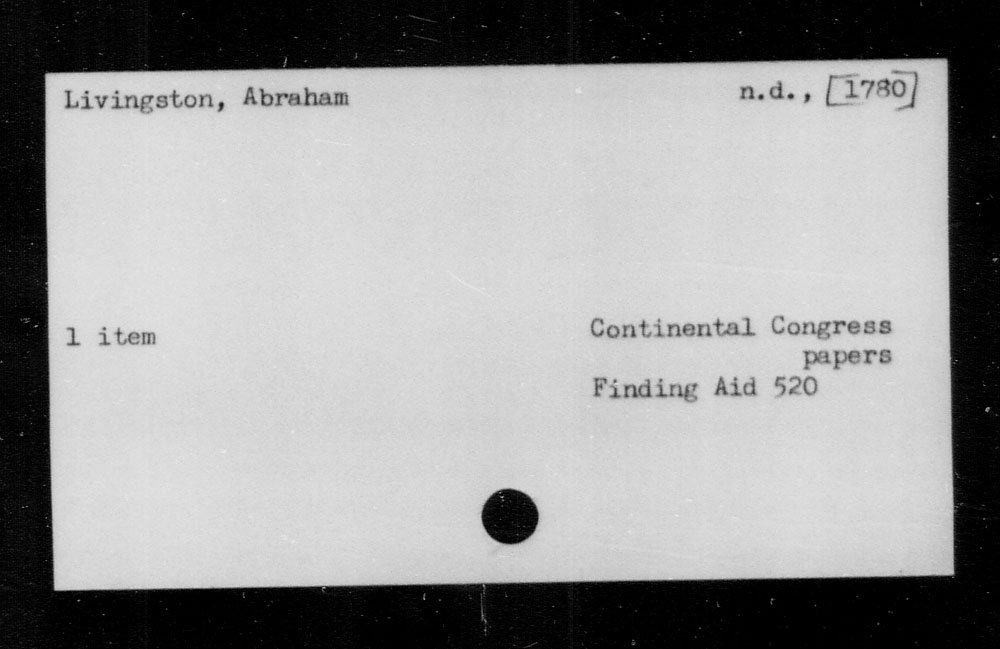 Livingston, Abraham n.d., [1780]
1 item Continental Congress
papers
Finding Aid 520